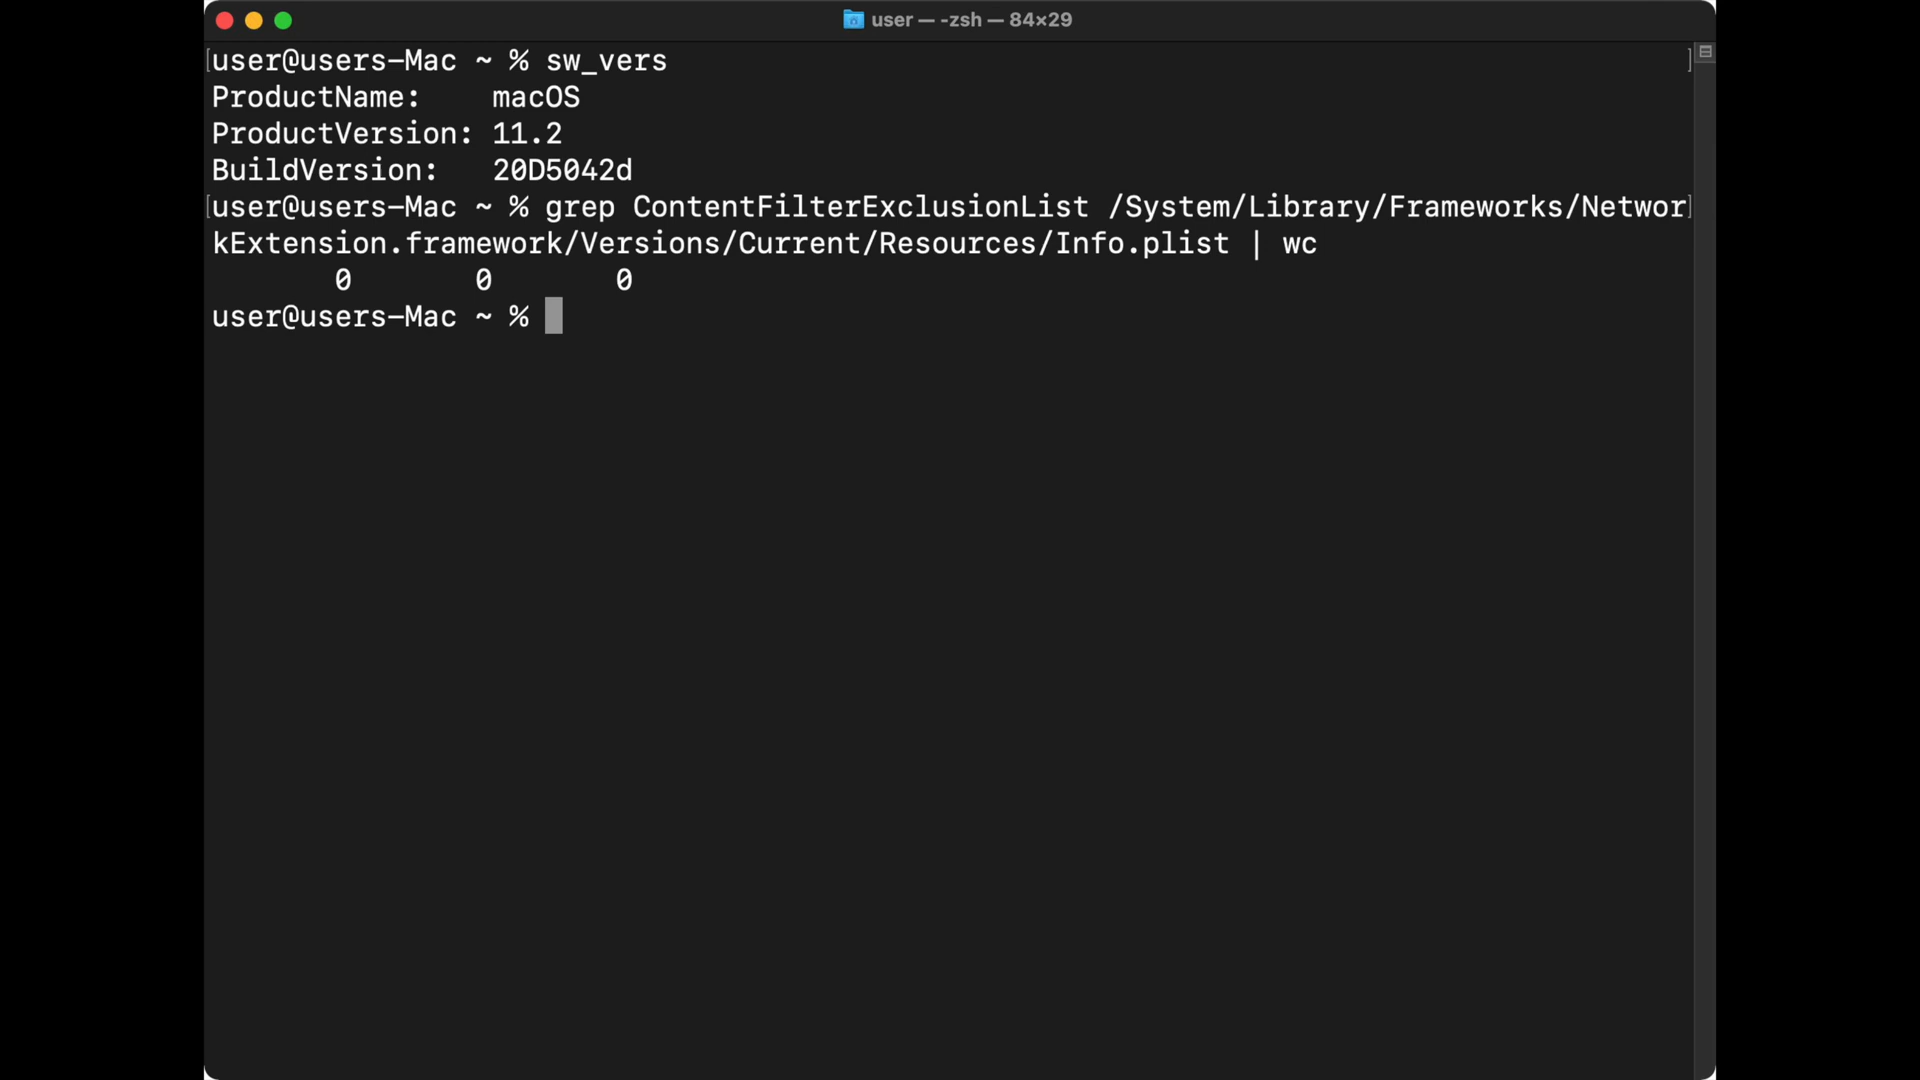 user — -zsh — 84×29
[user@users-Mac ~ % sw_vers ]
ProductName: macOS
ProductVersion: 11.2
BuildVersion: 20D5042d
[user@users-Mac ~ % grep ContentFilterExclusionList /System/Library/Frameworks/Networ]
kExtension.framework/Versions/Current/Resources/Info.plist | wc
0 0 0
user@users-Mac ~ %